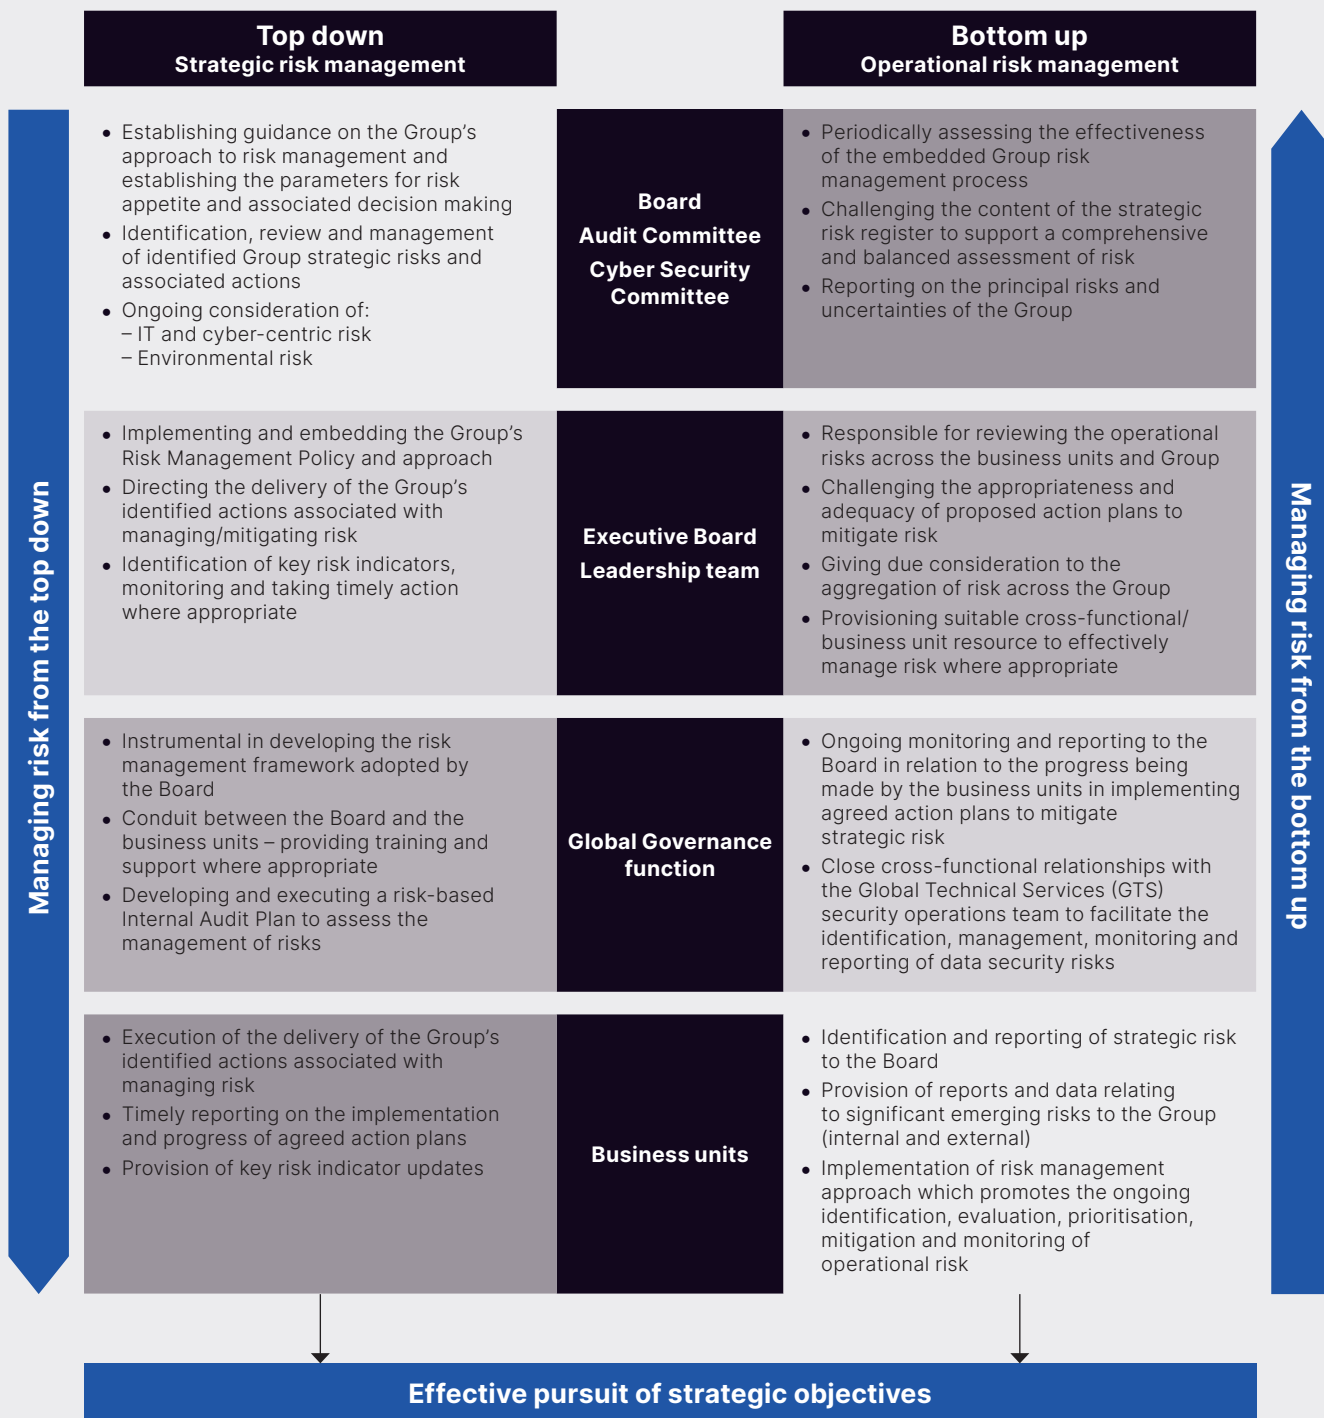 Top down
Strategic risk management
Bottom up
Operational risk management
Managing risk from the top down
• Establishing guidance on the Group’s
approach to risk management and
establishing the parameters for risk
appetite and associated decision making
• Identification, review and management
of identified Group strategic risks and
associated actions
• Ongoing consideration of:
– IT and cyber-centric risk
– Environmental risk
Board
Audit Committee
Cyber Security
Committee
• Periodically assessing the effectiveness
of the embedded Group risk
management process
• Challenging the content of the strategic
risk register to support a comprehensive
and balanced assessment of risk
• Reporting on the principal risks and
uncertainties of the Group
• Implementing and embedding the Group’s
Risk Management Policy and approach
• Directing the delivery of the Group’s
identified actions associated with
managing/mitigating risk
• Identification of key risk indicators,
monitoring and taking timely action
where appropriate
Executive Board
Leadership team
• Responsible for reviewing the operational
risks across the business units and Group
• Challenging the appropriateness and
adequacy of proposed action plans to
mitigate risk
• Giving due consideration to the
aggregation of risk across the Group
• Provisioning suitable cross-functional/
business unit resource to effectively
manage risk where appropriate
• Instrumental in developing the risk
management framework adopted by
the Board
• Conduit between the Board and the
business units – providing training and
support where appropriate
• Developing and executing a risk-based
Internal Audit Plan to assess the
management of risks
Global Governance
function
• Ongoing monitoring and reporting to the
Board in relation to the progress being
made by the business units in implementing
agreed action plans to mitigate
strategic risk
• Close cross-functional relationships with
the Global Technical Services (GTS)
security operations team to facilitate the
identification, management, monitoring and
reporting of data security risks
• Execution of the delivery of the Group’s
identified actions associated with
managing risk
• Timely reporting on the implementation
and progress of agreed action plans
• Provision of key risk indicator updates
Business units
• Identification and reporting of strategic risk
to the Board
• Provision of reports and data relating
to significant emerging risks to the Group
(internal and external)
• Implementation of risk management
approach which promotes the ongoing
identification, evaluation, prioritisation,
mitigation and monitoring of
operational risk
Managing risk from the bottom up
Effective pursuit of strategic objectives